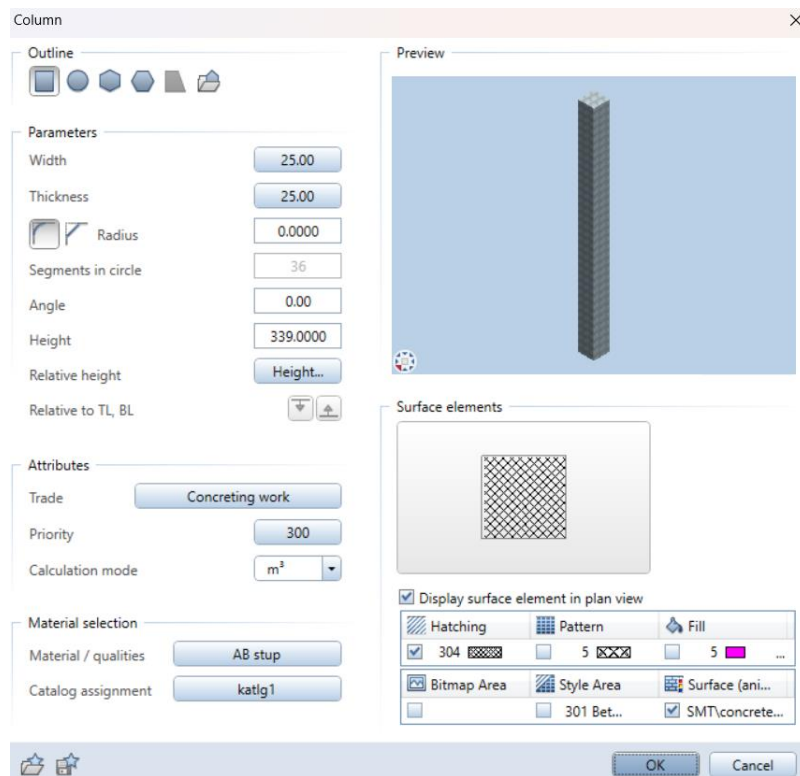 Column
Outline
Parameters
Width 25.00
Thickness 25.00
Radius 0.0000
Segments in circle 36
Angle 0.00
Height 339.0000
Relative height Height...
Relative to TL, BL
Attributes
Trade Concreting work
Priority 300
Calculation mode m³
Material selection
Material / qualities AB stup
Catalog assignment katlg1
Preview
Surface elements
Display surface element in plan view
Hatching Pattern Fill
304 5 5 ...
Bitmap Area Style Area Surface (ani...
301 Bet... SMT\concrete...
OK Cancel